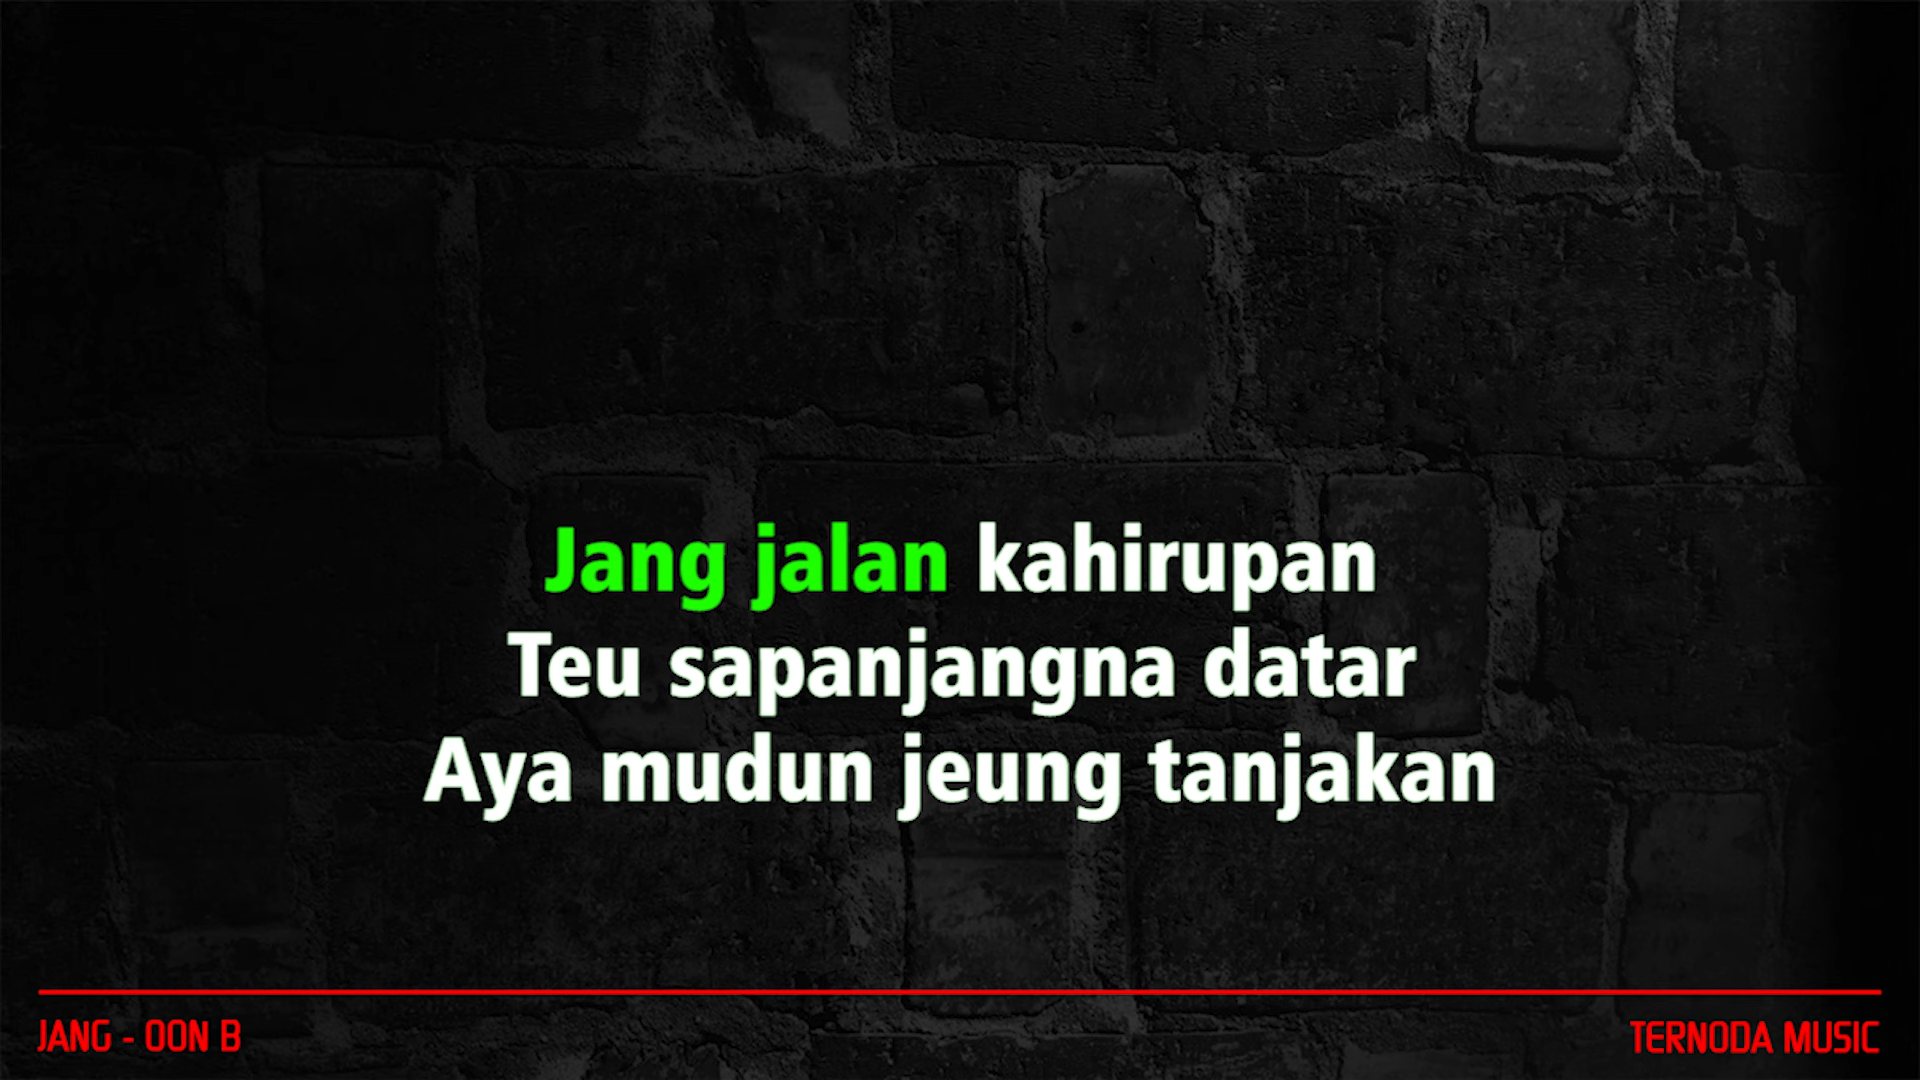 Jang jalan kahirupan
Teu sapanjangna datar
Aya mudun jeung tanjakan
JANG - OON B
TERNODA MUSIC